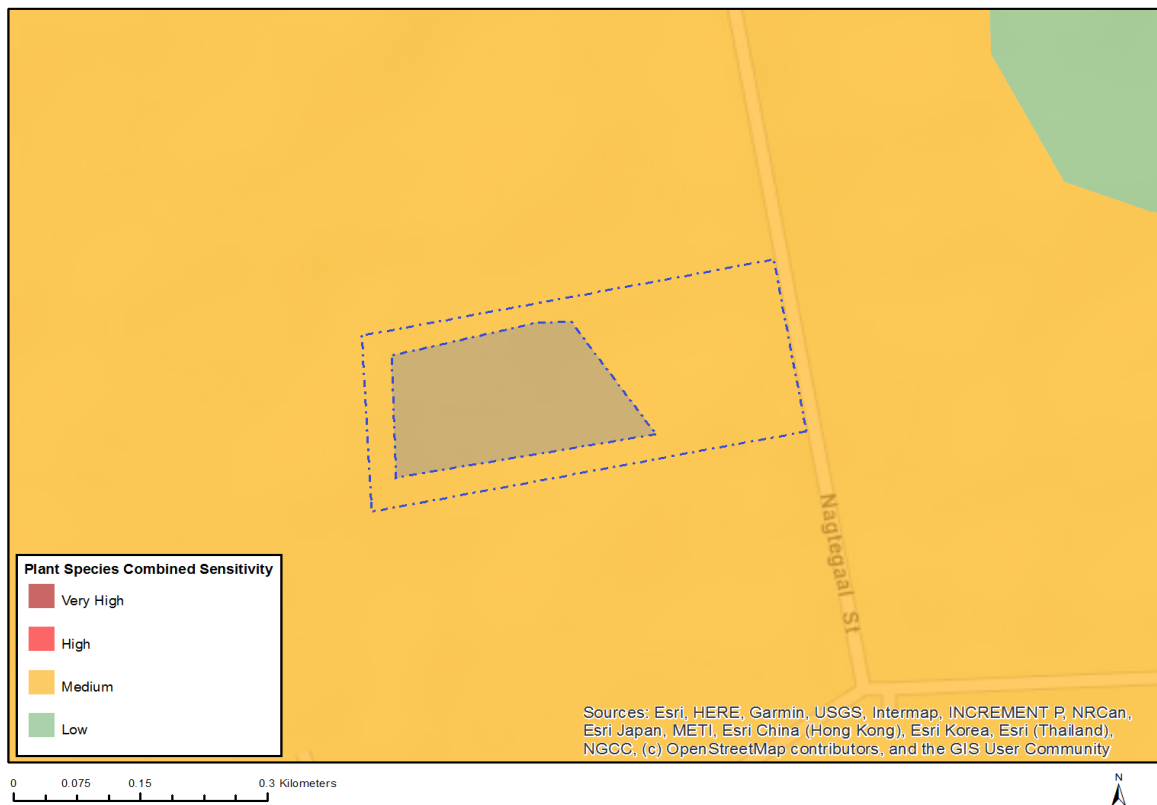 Nagtegaal St
Plant Species Combined Sensitivity
Very High
High
Medium
Low
Sources: Esri, HERE, Garmin, USGS, Intermap, INCREMENT P, NRCan,
Esri Japan, METI, Esri China (Hong Kong), Esri Korea, Esri (Thailand),
NGCC, (c) OpenStreetMap contributors, and the GIS User Community
0 0.075 0.15 0.3 Kilometers
N